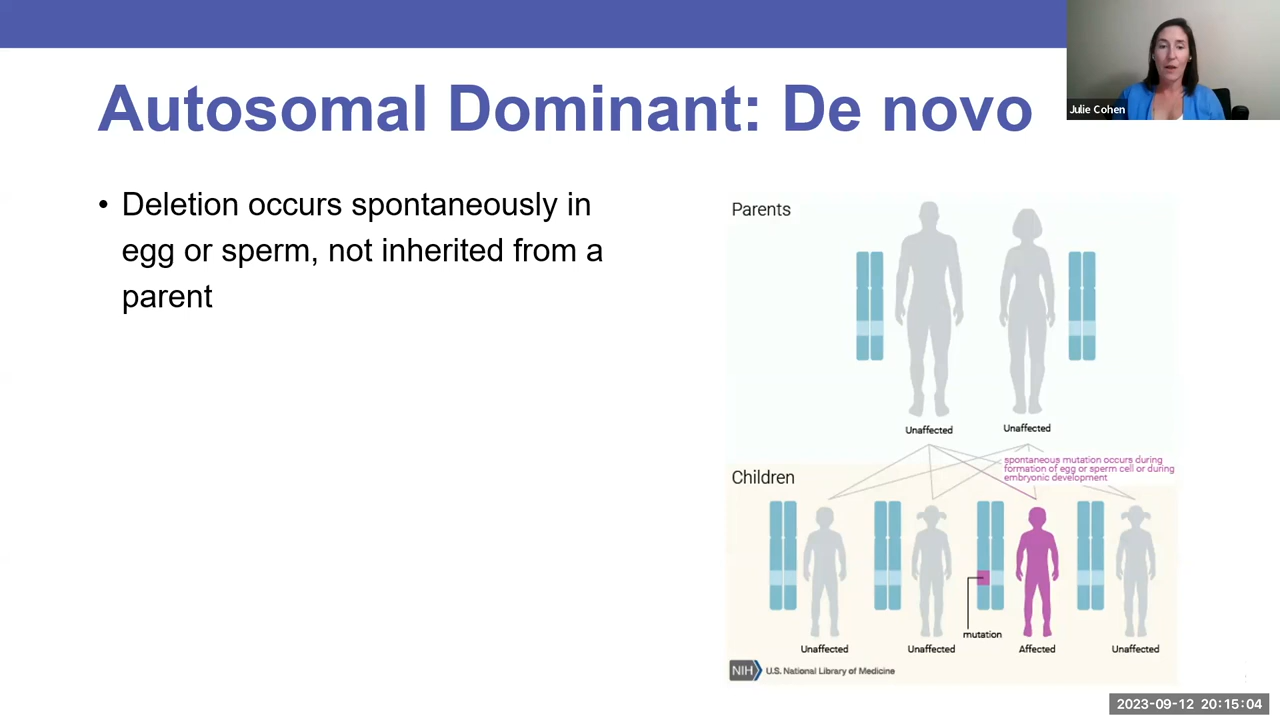 Autosomal Dominant: De novo
Julie Cohen
• Deletion occurs spontaneously in
egg or sperm, not inherited from a
parent
Parents
Unaffected
Unaffected
spontaneous mutation occurs during
formation of egg or sperm cell or during
embryonic development
Children
mutation
Unaffected
Unaffected
Affected
Unaffected
NIH U.S. National Library of Medicine
2023-09-12 20:15:04